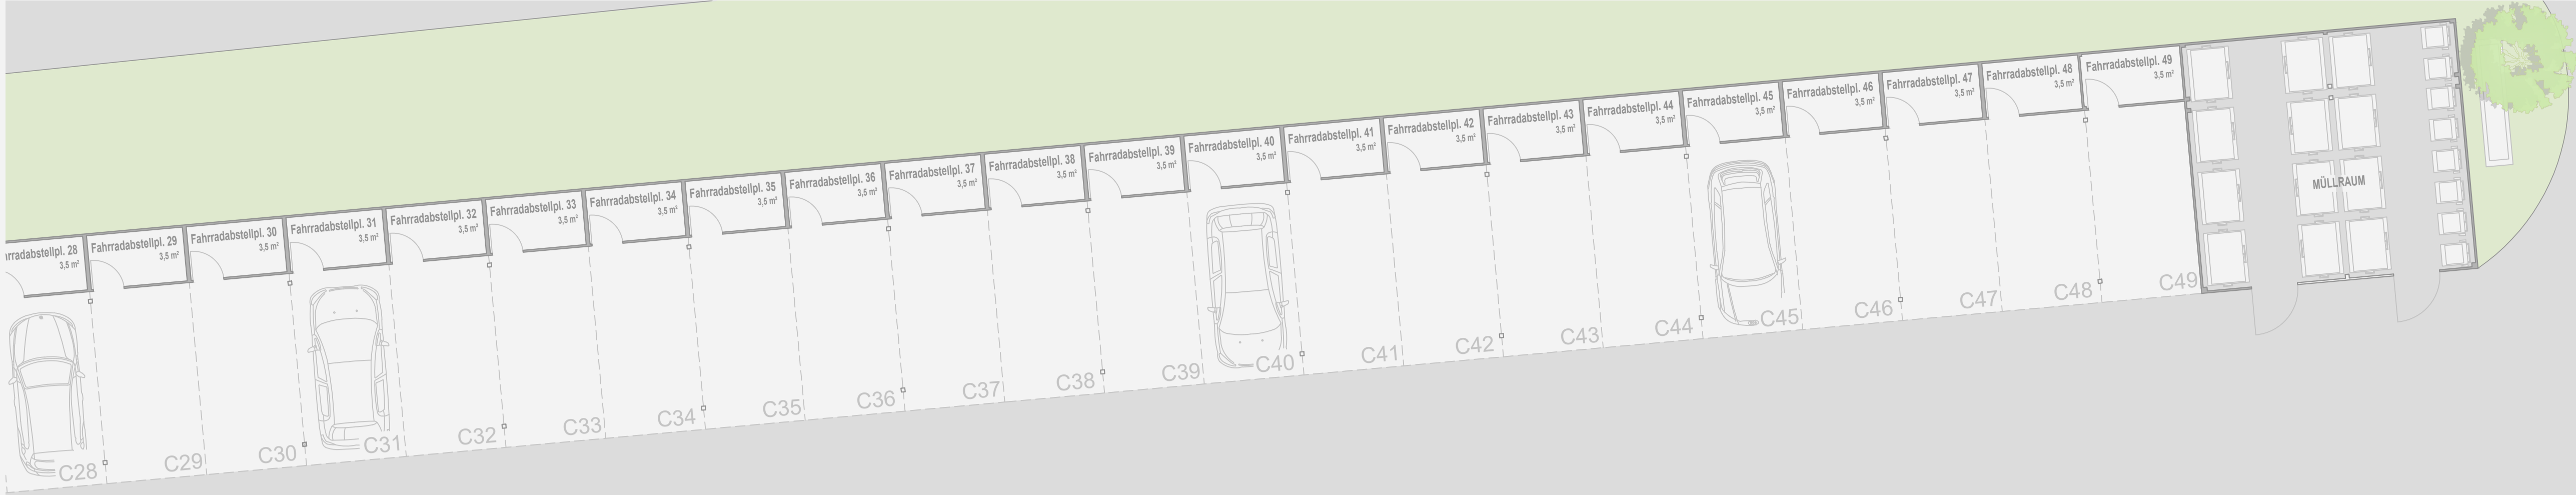 rradabstellpl. 28
3,5 m²
Fahrradabstellpl. 29
3,5 m²
Fahrradabstellpl. 30
3,5 m²
Fahrradabstellpl. 31
3,5 m²
Fahrradabstellpl. 32
3,5 m²
Fahrradabstellpl. 33
3,5 m²
Fahrradabstellpl. 34
3,5 m²
Fahrradabstellpl. 35
3,5 m²
Fahrradabstellpl. 36
3,5 m²
Fahrradabstellpl. 37
3,5 m²
Fahrradabstellpl. 38
3,5 m²
Fahrradabstellpl. 39
3,5 m²
Fahrradabstellpl. 40
3,5 m²
Fahrradabstellpl. 41
3,5 m²
Fahrradabstellpl. 42
3,5 m²
Fahrradabstellpl. 43
3,5 m²
Fahrradabstellpl. 44
3,5 m²
Fahrradabstellpl. 45
3,5 m²
Fahrradabstellpl. 46
3,5 m²
Fahrradabstellpl. 47
3,5 m²
Fahrradabstellpl. 48
3,5 m²
Fahrradabstellpl. 49
3,5 m²
MÜLLRAUM
C28
C29
C30
C31
C32
C33
C34
C35
C36
C37
C38
C39
C40
C41
C42
C43
C44
C45
C46
C47
C48
C49